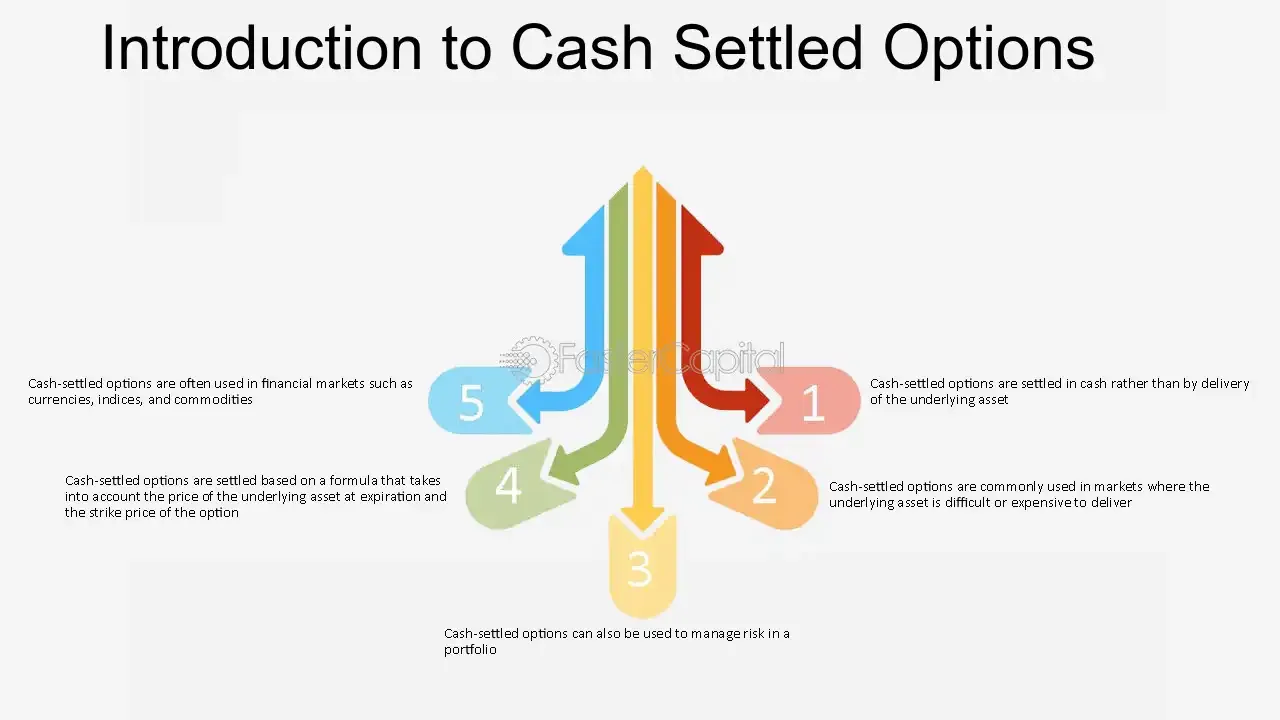 Introduction to Cash Settled Options
FasterCapital
1
Cash-settled options are settled in cash rather than by delivery
of the underlying asset
2
Cash-settled options are commonly used in markets where the
underlying asset is difficult or expensive to deliver
3
Cash-settled options can also be used to manage risk in a
portfolio
4
Cash-settled options are settled based on a formula that takes
into account the price of the underlying asset at expiration and
the strike price of the option
5
Cash-settled options are often used in financial markets such as
currencies, indices, and commodities